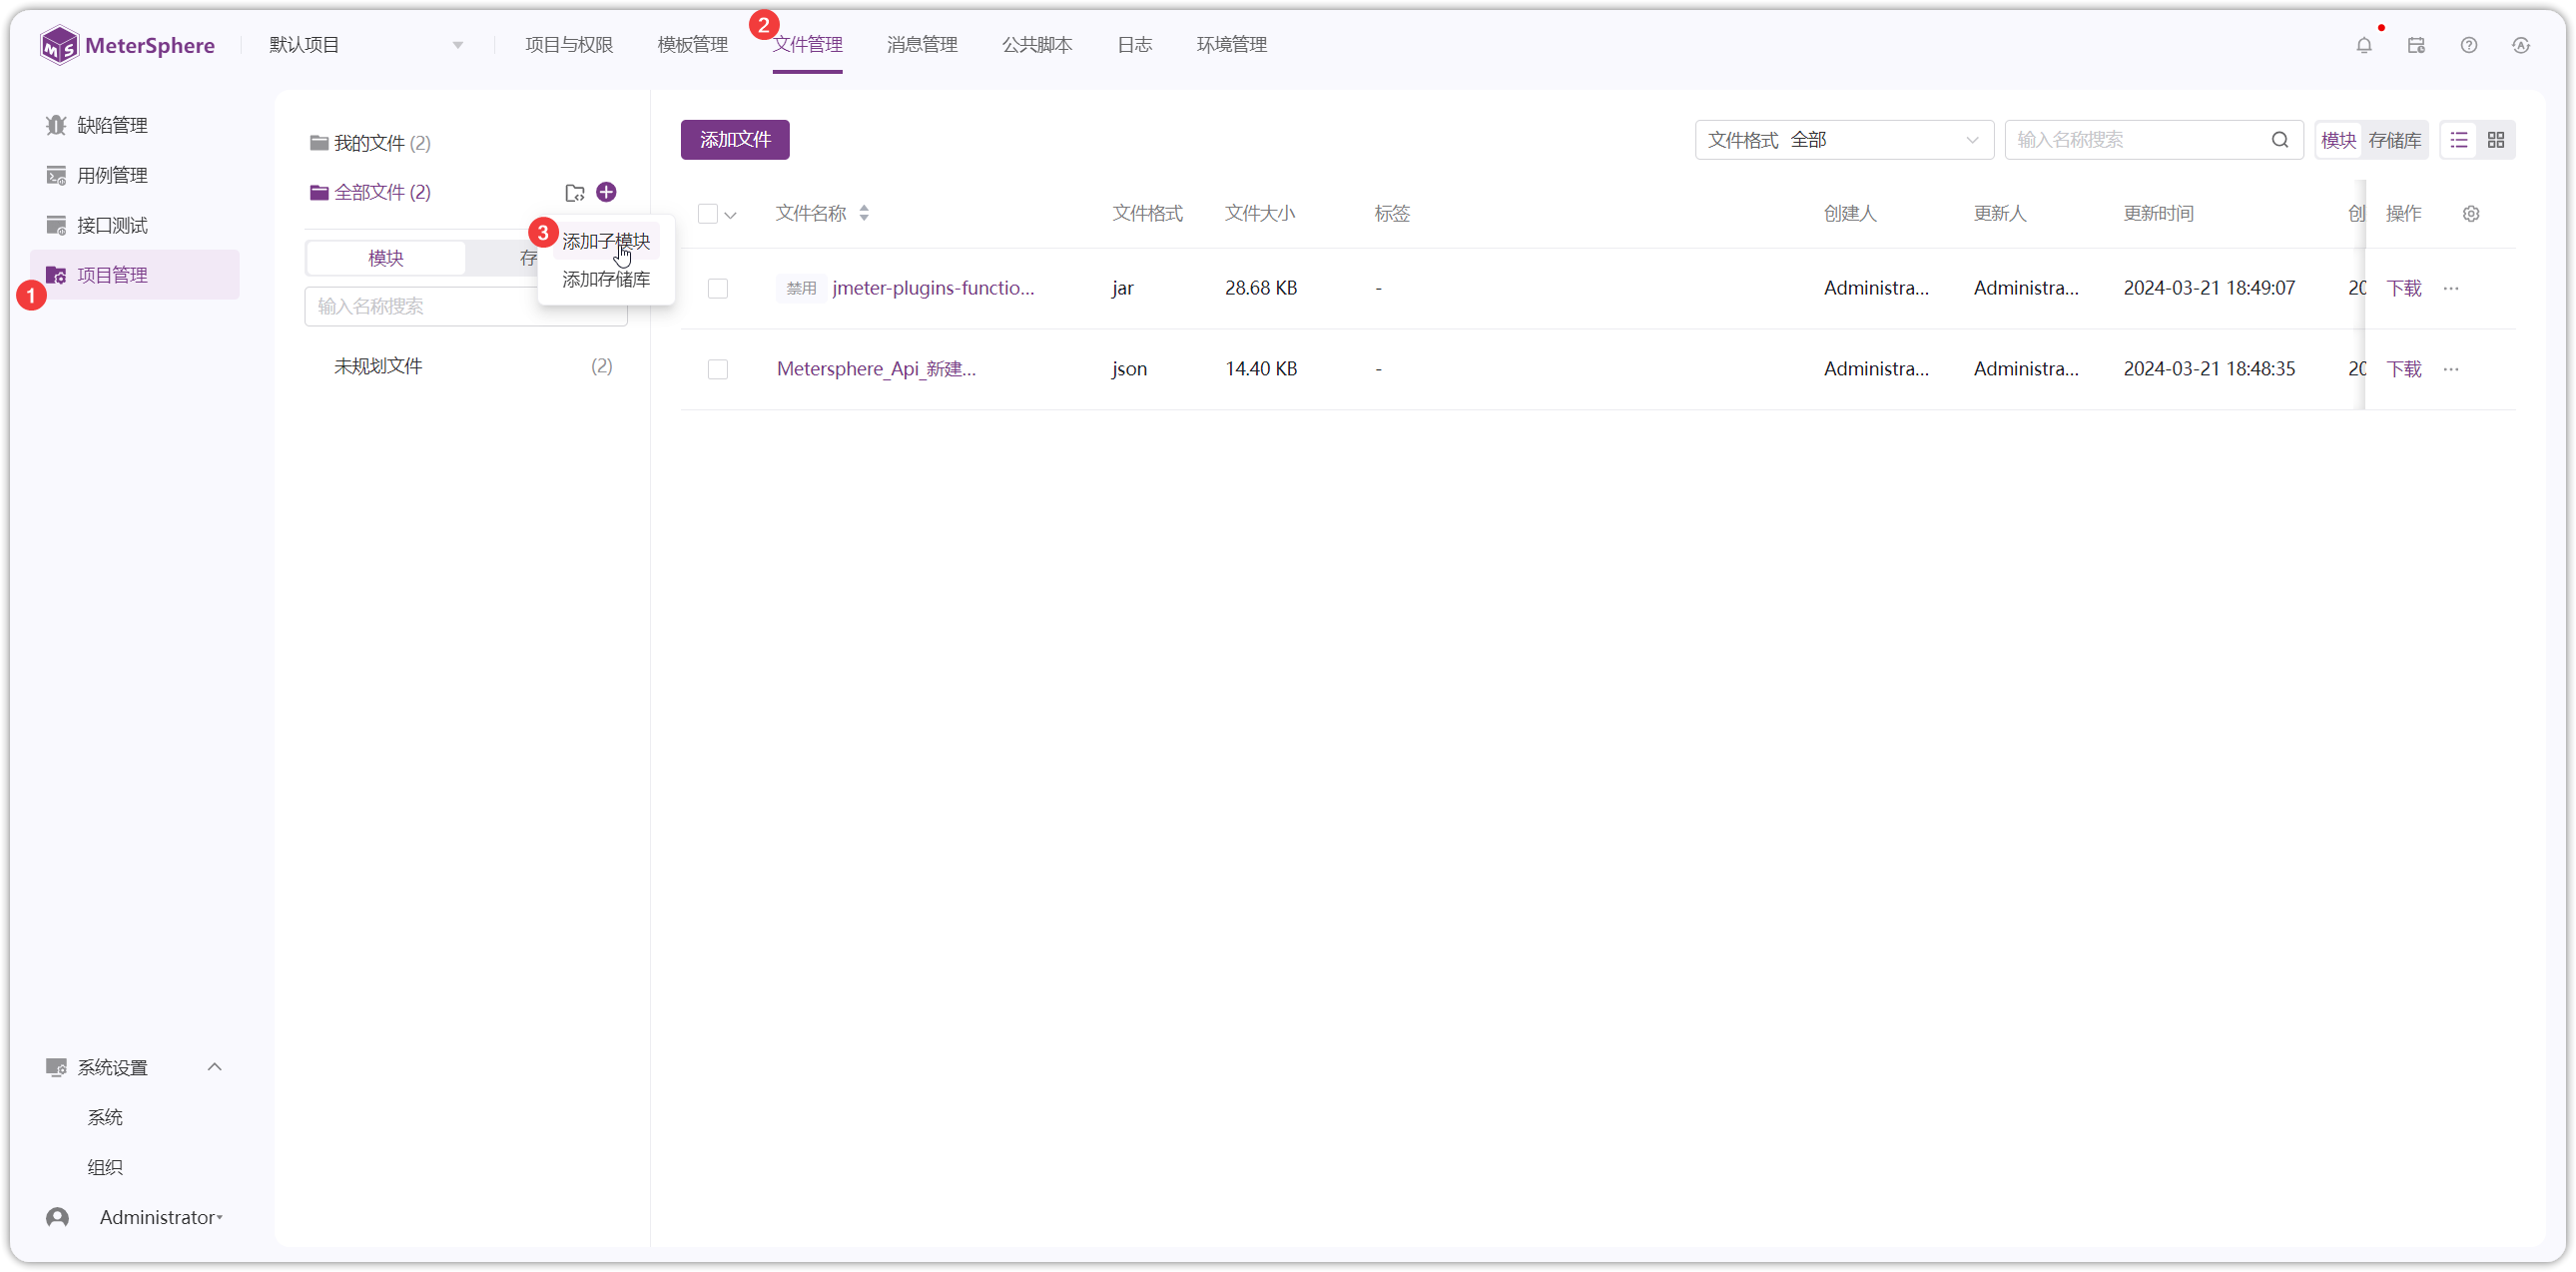 MeterSphere
默认项目
项目与权限
模板管理
2
文件管理
消息管理
公共脚本
日志
环境管理
缺陷管理
用例管理
接口测试
1
项目管理
系统设置
系统
组织
Administrator
我的文件 (2)
全部文件 (2)
3
添加子模块
添加存储库
模块
存
输入名称搜索
未规划文件 (2)
添加文件
文件格式 全部
输入名称搜索
模块 存储库
文件名称 文件格式 文件大小 标签 创建人 更新人 更新时间 创 操作
禁用 jmeter-plugins-functio... jar 28.68 KB - Administra... Administra... 2024-03-21 18:49:07 20 下载 ...
Metersphere_Api_新建... json 14.40 KB - Administra... Administra... 2024-03-21 18:48:35 20 下载 ...